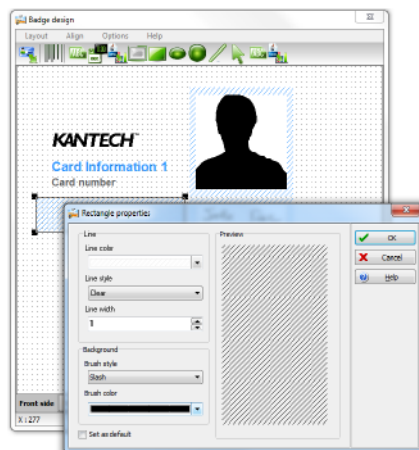 Badge design
Layout Align Options Help
KANTECH
Card Information 1
Card number
Rectangle properties
Line
Line color
Line style
Clear
Line width
1
Background
Brush style
Slash
Brush color
Set as default
Preview
OK
Cancel
Help
Front side
X : 277